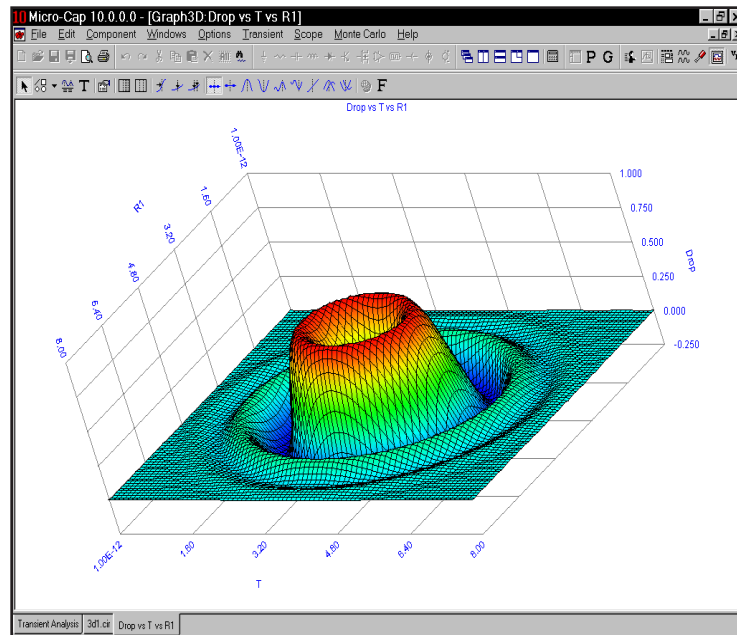 10 Micro-Cap 10.0.0.0 - [Graph3D:Drop vs T vs R1]
File Edit Component Windows Options Transient Scope Monte Carlo Help
P G
T F
Drop vs T vs R1
1.00E-12
1.60
R1
3.20
4.80
6.40
8.00
1.000
0.750
0.500
Drop
0.250
0.000
-0.250
1.00E-12
1.60
3.20
4.80
6.40
8.00
T
Transient Analysis 3d1.cir Drop vs T vs R1